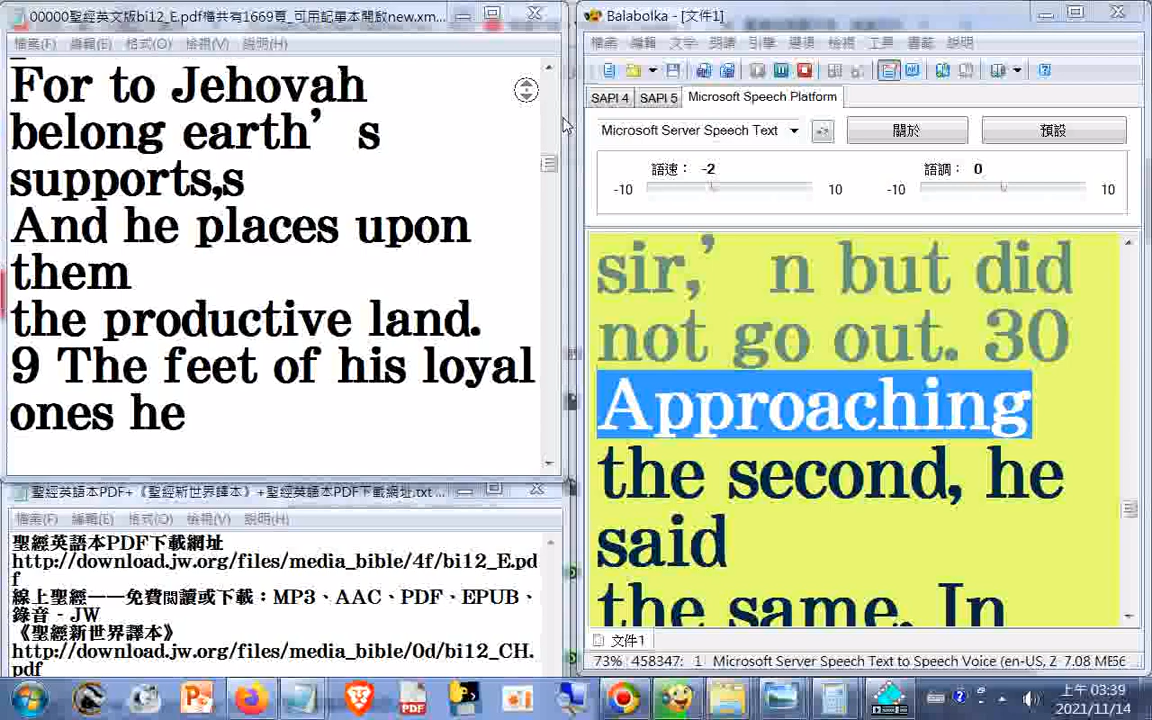 00000聖經英文版bi12_E.pdf檔共有1669頁_可用記事本開啟new.xm...
檔案(F) 編輯(E) 格式(O) 檢視(V) 說明(H)
For to Jehovah
belong earth’s
supports,s
And he places upon
them
the productive land.
9 The feet of his loyal
ones he
聖經英語本PDF+《聖經新世界譯本》+聖經英語本PDF下載網址.txt ...
檔案(F) 編輯(E) 格式(O) 檢視(V) 說明(H)
聖經英語本PDF下載網址
http://download.jw.org/files/media_bible/4f/bi12_E.pd
f
線上聖經——免費閱讀或下載：MP3、AAC、PDF、EPUB、
錄音 - JW
《聖經新世界譯本》
http://download.jw.org/files/media_bible/0d/bi12_CH.
pdf
Balabolka - [文件1]
檔案 編輯 文字 朗讀 引擎 選項 檢視 工具 書籤 說明
SAPI 4 SAPI 5 Microsoft Speech Platform
Microsoft Server Speech Text 關於 預設
語速： -2 語調： 0
-10 10 -10 10
sir,’n but did
not go out. 30
Approaching
the second, he
said
the same. In
文件1
73% 458347: 1 Microsoft Server Speech Text to Speech Voice (en-US, Z 7.08 ME56
PDF
上午 03:39
2021/11/14